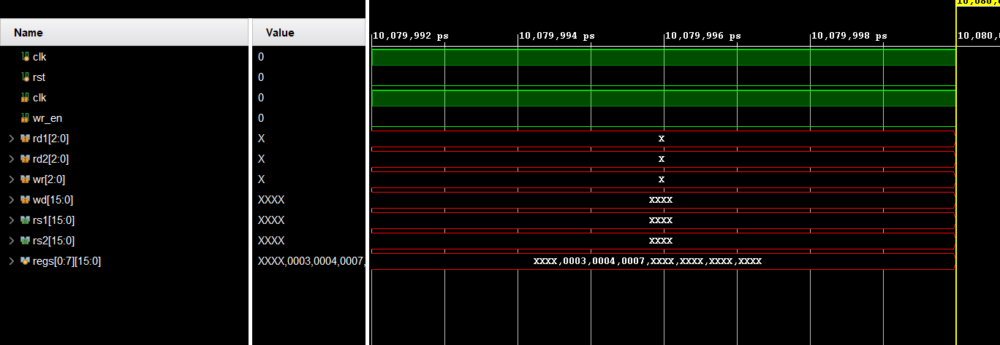 10,080,0
Name Value 10,079,992 ps 10,079,994 ps 10,079,996 ps 10,079,998 ps 10,080,
clk 0
rst 0
clk 0
wr_en 0
rd1[2:0] X X
rd2[2:0] X X
wr[2:0] X X
wd[15:0] XXXX XXXX
rs1[15:0] XXXX XXXX
rs2[15:0] XXXX XXXX
regs[0:7][15:0] XXXX,0003,0004,0007, XXXX,0003,0004,0007,XXXX,XXXX,XXXX,XXXX